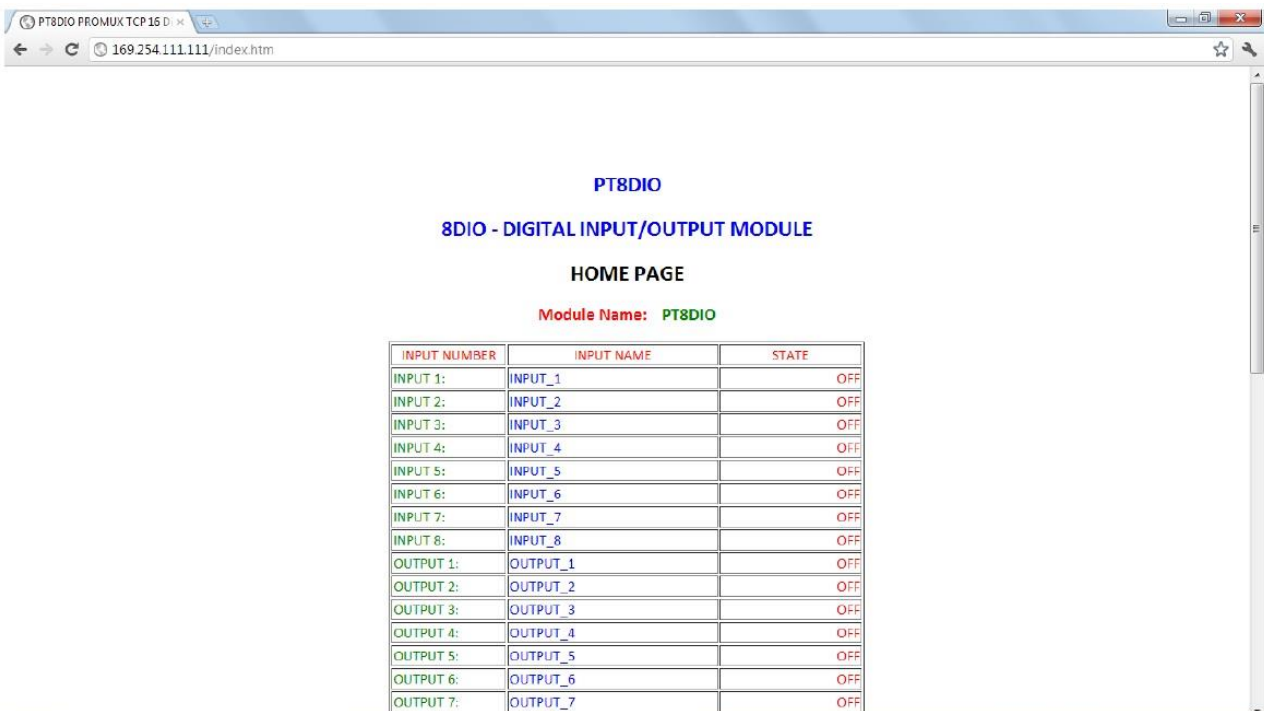 PT8DIO PROMUX TCP 16 D
169.254.111.111/index.htm
PT8DIO
8DIO - DIGITAL INPUT/OUTPUT MODULE
HOME PAGE
Module Name: PT8DIO
INPUT NUMBER INPUT NAME STATE
INPUT 1: INPUT_1 OFF
INPUT 2: INPUT_2 OFF
INPUT 3: INPUT_3 OFF
INPUT 4: INPUT_4 OFF
INPUT 5: INPUT_5 OFF
INPUT 6: INPUT_6 OFF
INPUT 7: INPUT_7 OFF
INPUT 8: INPUT_8 OFF
OUTPUT 1: OUTPUT_1 OFF
OUTPUT 2: OUTPUT_2 OFF
OUTPUT 3: OUTPUT_3 OFF
OUTPUT 4: OUTPUT_4 OFF
OUTPUT 5: OUTPUT_5 OFF
OUTPUT 6: OUTPUT_6 OFF
OUTPUT 7: OUTPUT_7 OFF